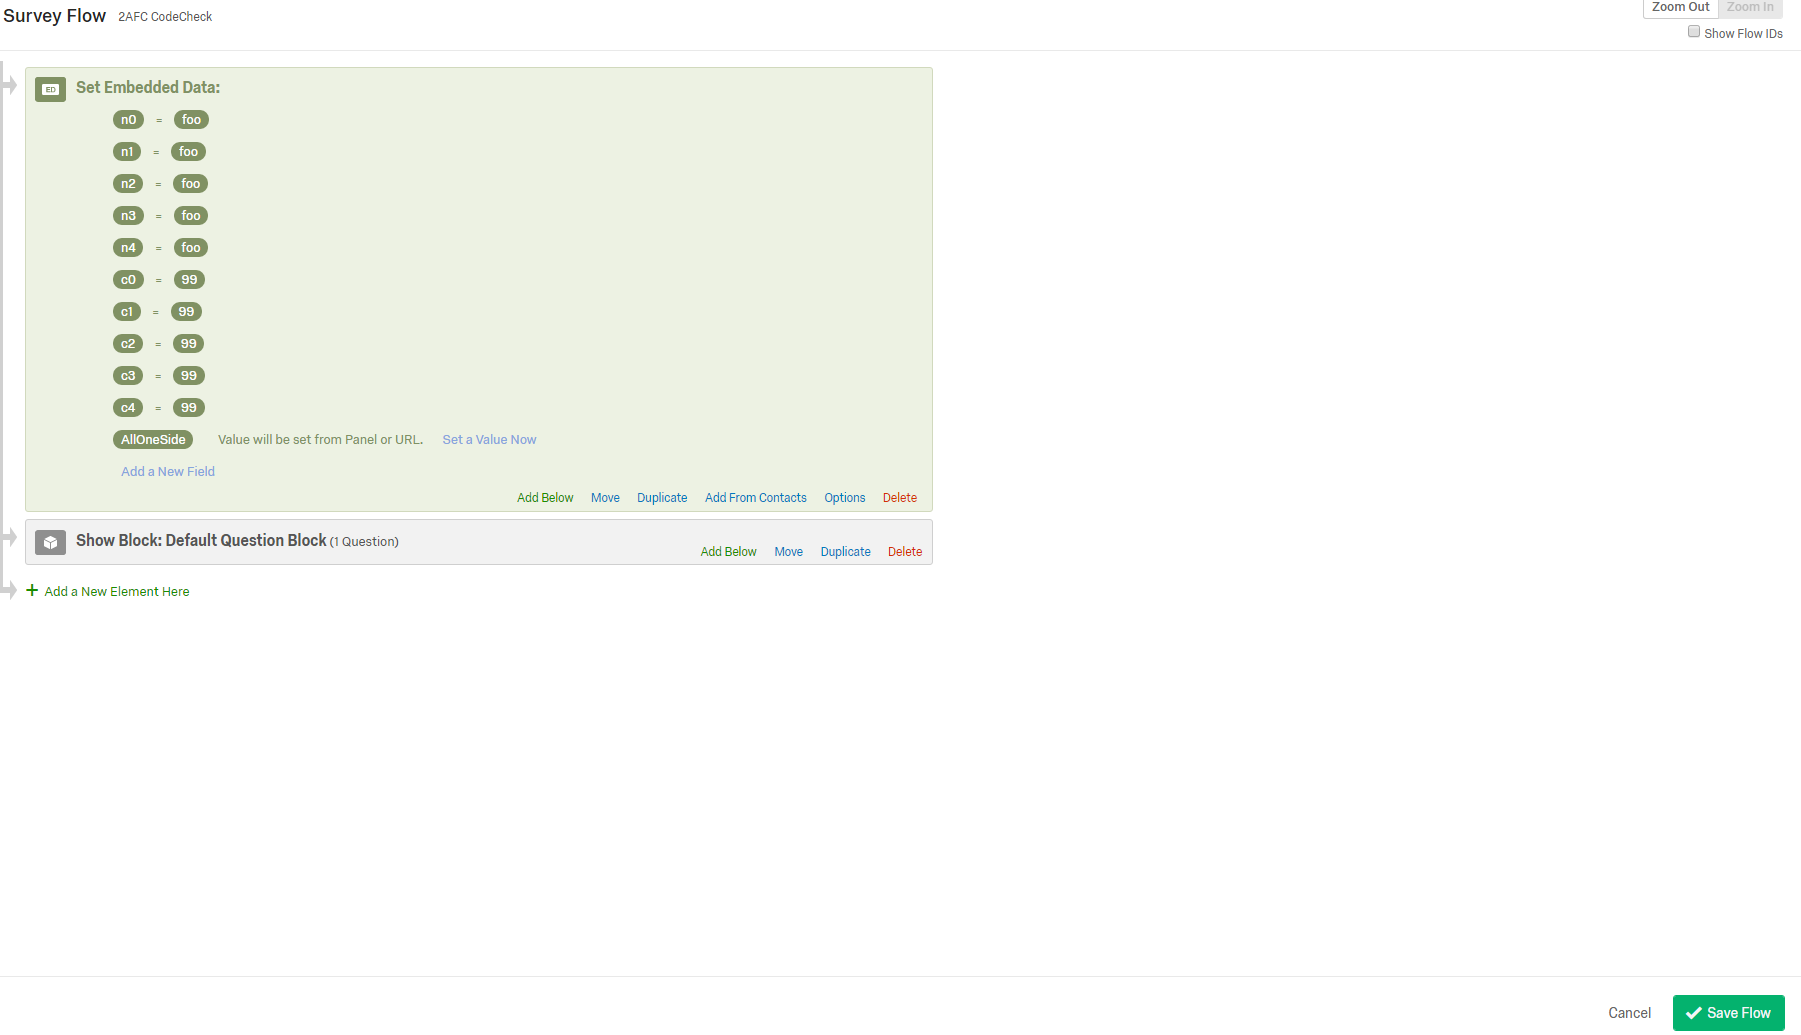 Survey Flow 2AFC CodeCheck
Zoom Out Zoom In
Show Flow IDs
ED Set Embedded Data:
n0 = foo
n1 = foo
n2 = foo
n3 = foo
n4 = foo
c0 = 99
c1 = 99
c2 = 99
c3 = 99
c4 = 99
AllOneSide Value will be set from Panel or URL. Set a Value Now
Add a New Field
Add Below Move Duplicate Add From Contacts Options Delete
Show Block: Default Question Block (1 Question)
Add Below Move Duplicate Delete
+ Add a New Element Here
Cancel Save Flow